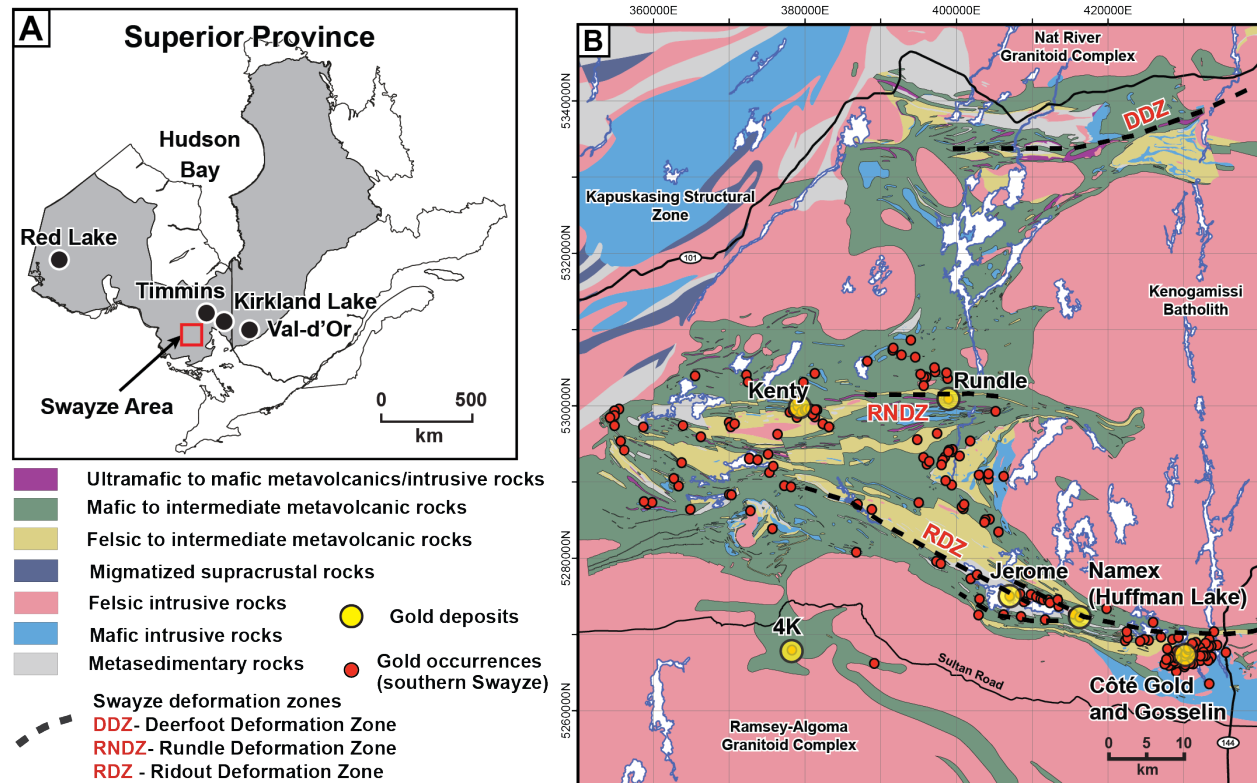 A
Superior Province
Hudson
Bay
Red Lake
Timmins
Kirkland Lake
Val-d'Or
Swayze Area
0 500
km
Ultramafic to mafic metavolcanics/intrusive rocks
Mafic to intermediate metavolcanic rocks
Felsic to intermediate metavolcanic rocks
Migmatized supracrustal rocks
Felsic intrusive rocks
Mafic intrusive rocks
Metasedimentary rocks
Gold deposits
Gold occurrences
(southern Swayze)
Swayze deformation zones
DDZ- Deerfoot Deformation Zone
RNDZ- Rundle Deformation Zone
RDZ - Ridout Deformation Zone
360000E 380000E 400000E 420000E
B
5340000N
5320000N
5300000N
5280000N
5260000N
Nat River
Granitoid Complex
DDZ
Kapuskasing Structural
Zone
101
Kenogamissi
Batholith
Kenty
Rundle
RNDZ
RDZ
Jerome
Namex
(Huffman Lake)
4K
Sultan Road
Côté Gold
and Gosselin
Ramsey-Algoma
Granitoid Complex
144
0 5 10
km